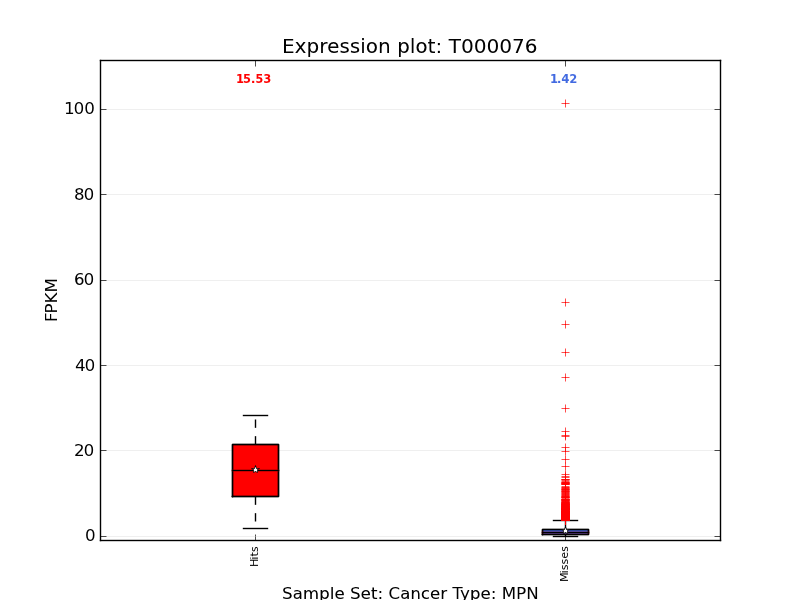 Expression plot: T000076
15.53
1.42
100
80
60
40
20
0
FPKM
Hits
Misses
Sample Set: Cancer Type: MPN